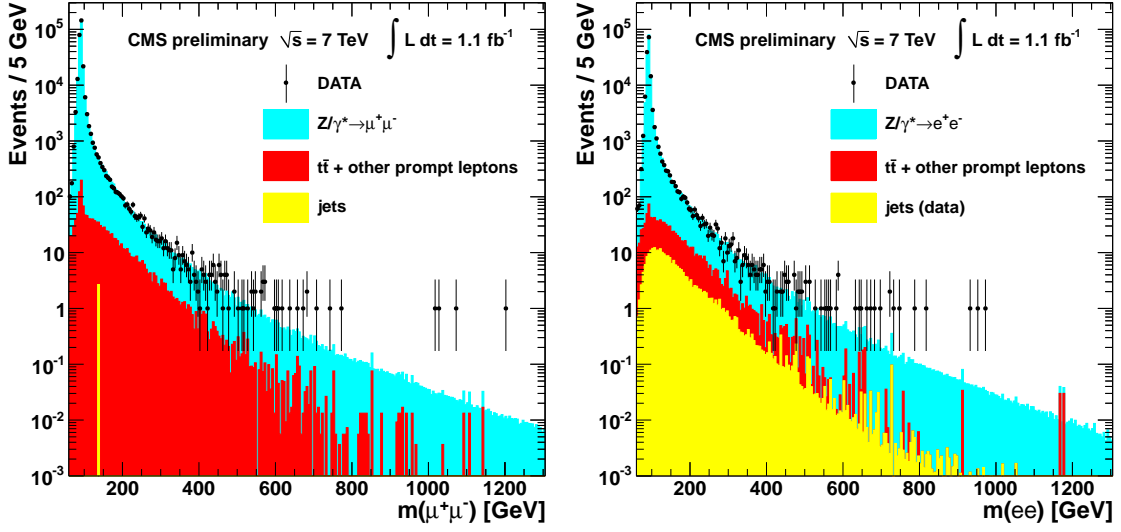 CMS preliminary √s = 7 TeV ∫ L dt = 1.1 fb⁻¹
DATA
Z/γ*→μ⁺μ⁻
tt̄ + other prompt leptons
jets
Events / 5 GeV
10⁵
10⁴
10³
10²
10
1
10⁻¹
10⁻²
10⁻³
200 400 600 800 1000 1200
m(μ⁺μ⁻) [GeV]
CMS preliminary √s = 7 TeV ∫ L dt = 1.1 fb⁻¹
DATA
Z/γ*→e⁺e⁻
tt̄ + other prompt leptons
jets (data)
Events / 5 GeV
10⁵
10⁴
10³
10²
10
1
10⁻¹
10⁻²
10⁻³
200 400 600 800 1000 1200
m(ee) [GeV]